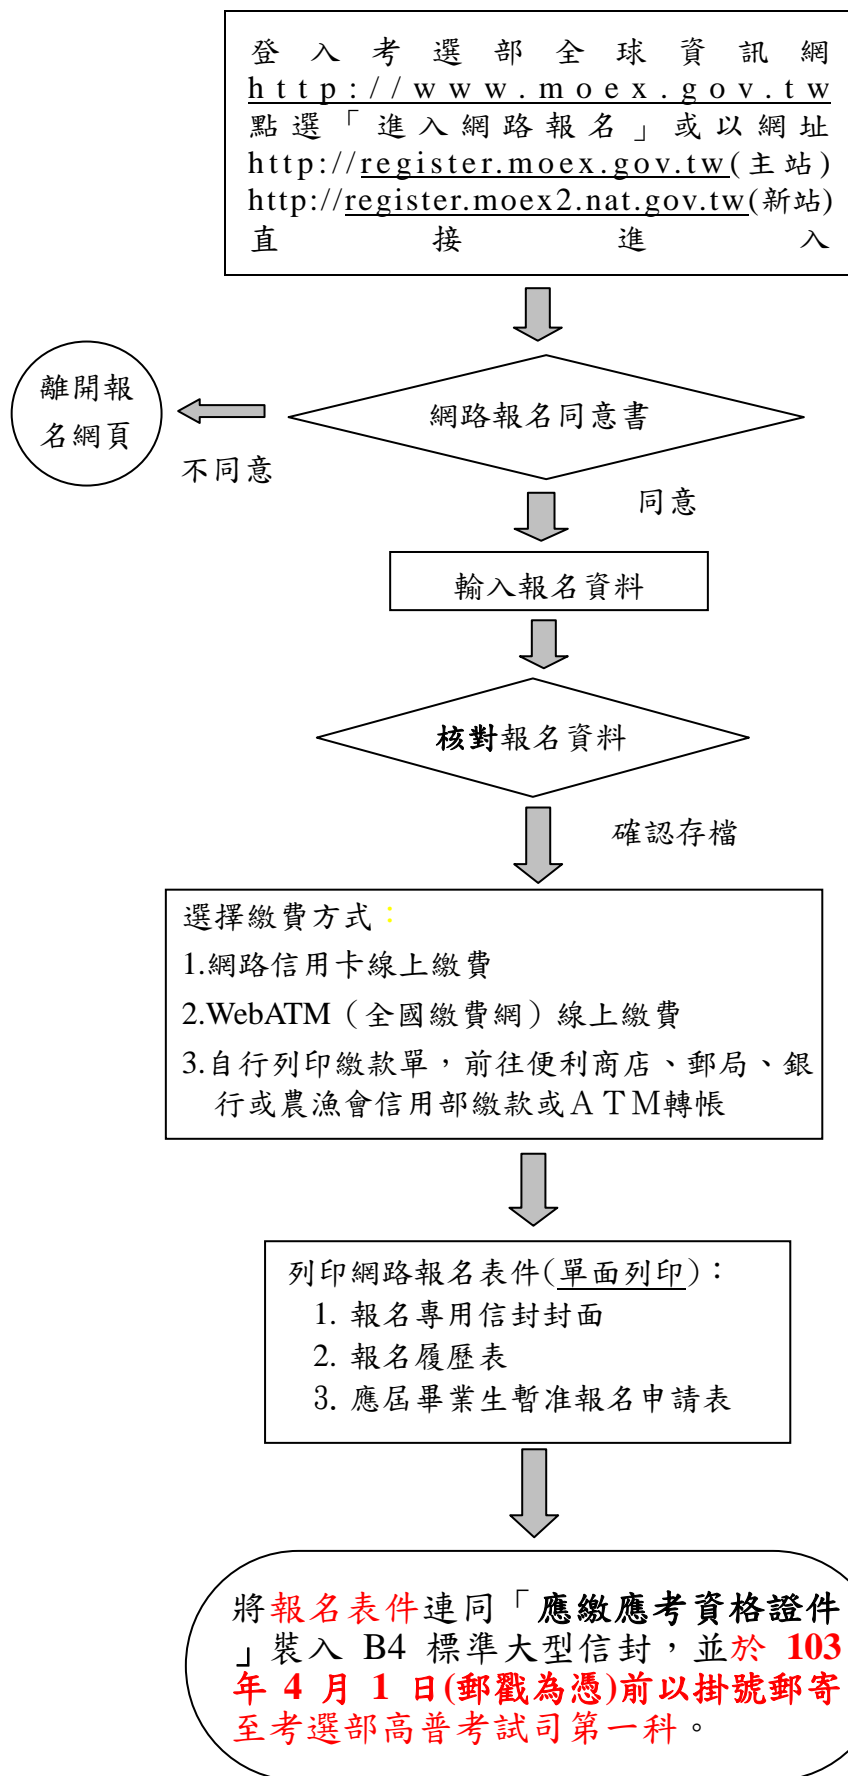 登入考選部全球資訊網
http://www.moex.gov.tw
點選「進入網路報名」或以網址
http://register.moex.gov.tw(主站)
http://register.moex2.nat.gov.tw(新站)
直接進入
離開報
名網頁
網路報名同意書
不同意
同意
輸入報名資料
核對報名資料
確認存檔
選擇繳費方式：
1.網路信用卡線上繳費
2.WebATM（全國繳費網）線上繳費
3.自行列印繳款單，前往便利商店、郵局、銀
行或農漁會信用部繳款或ＡＴＭ轉帳
列印網路報名表件(單面列印)：
1. 報名專用信封封面
2. 報名履歷表
3. 應屆畢業生暫准報名申請表
將報名表件連同「應繳應考資格證件
」裝入 B4 標準大型信封，並於 103
年 4 月 1 日(郵戳為憑)前以掛號郵寄
至考選部高普考試司第一科。